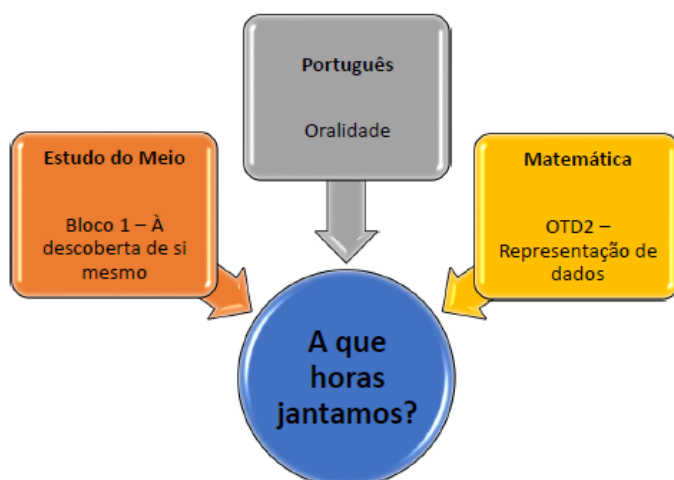 Português
Oralidade
Estudo do Meio
Bloco 1 – À
descoberta de si
mesmo
Matemática
OTD2 –
Representação de
dados
A que
horas
jantamos?